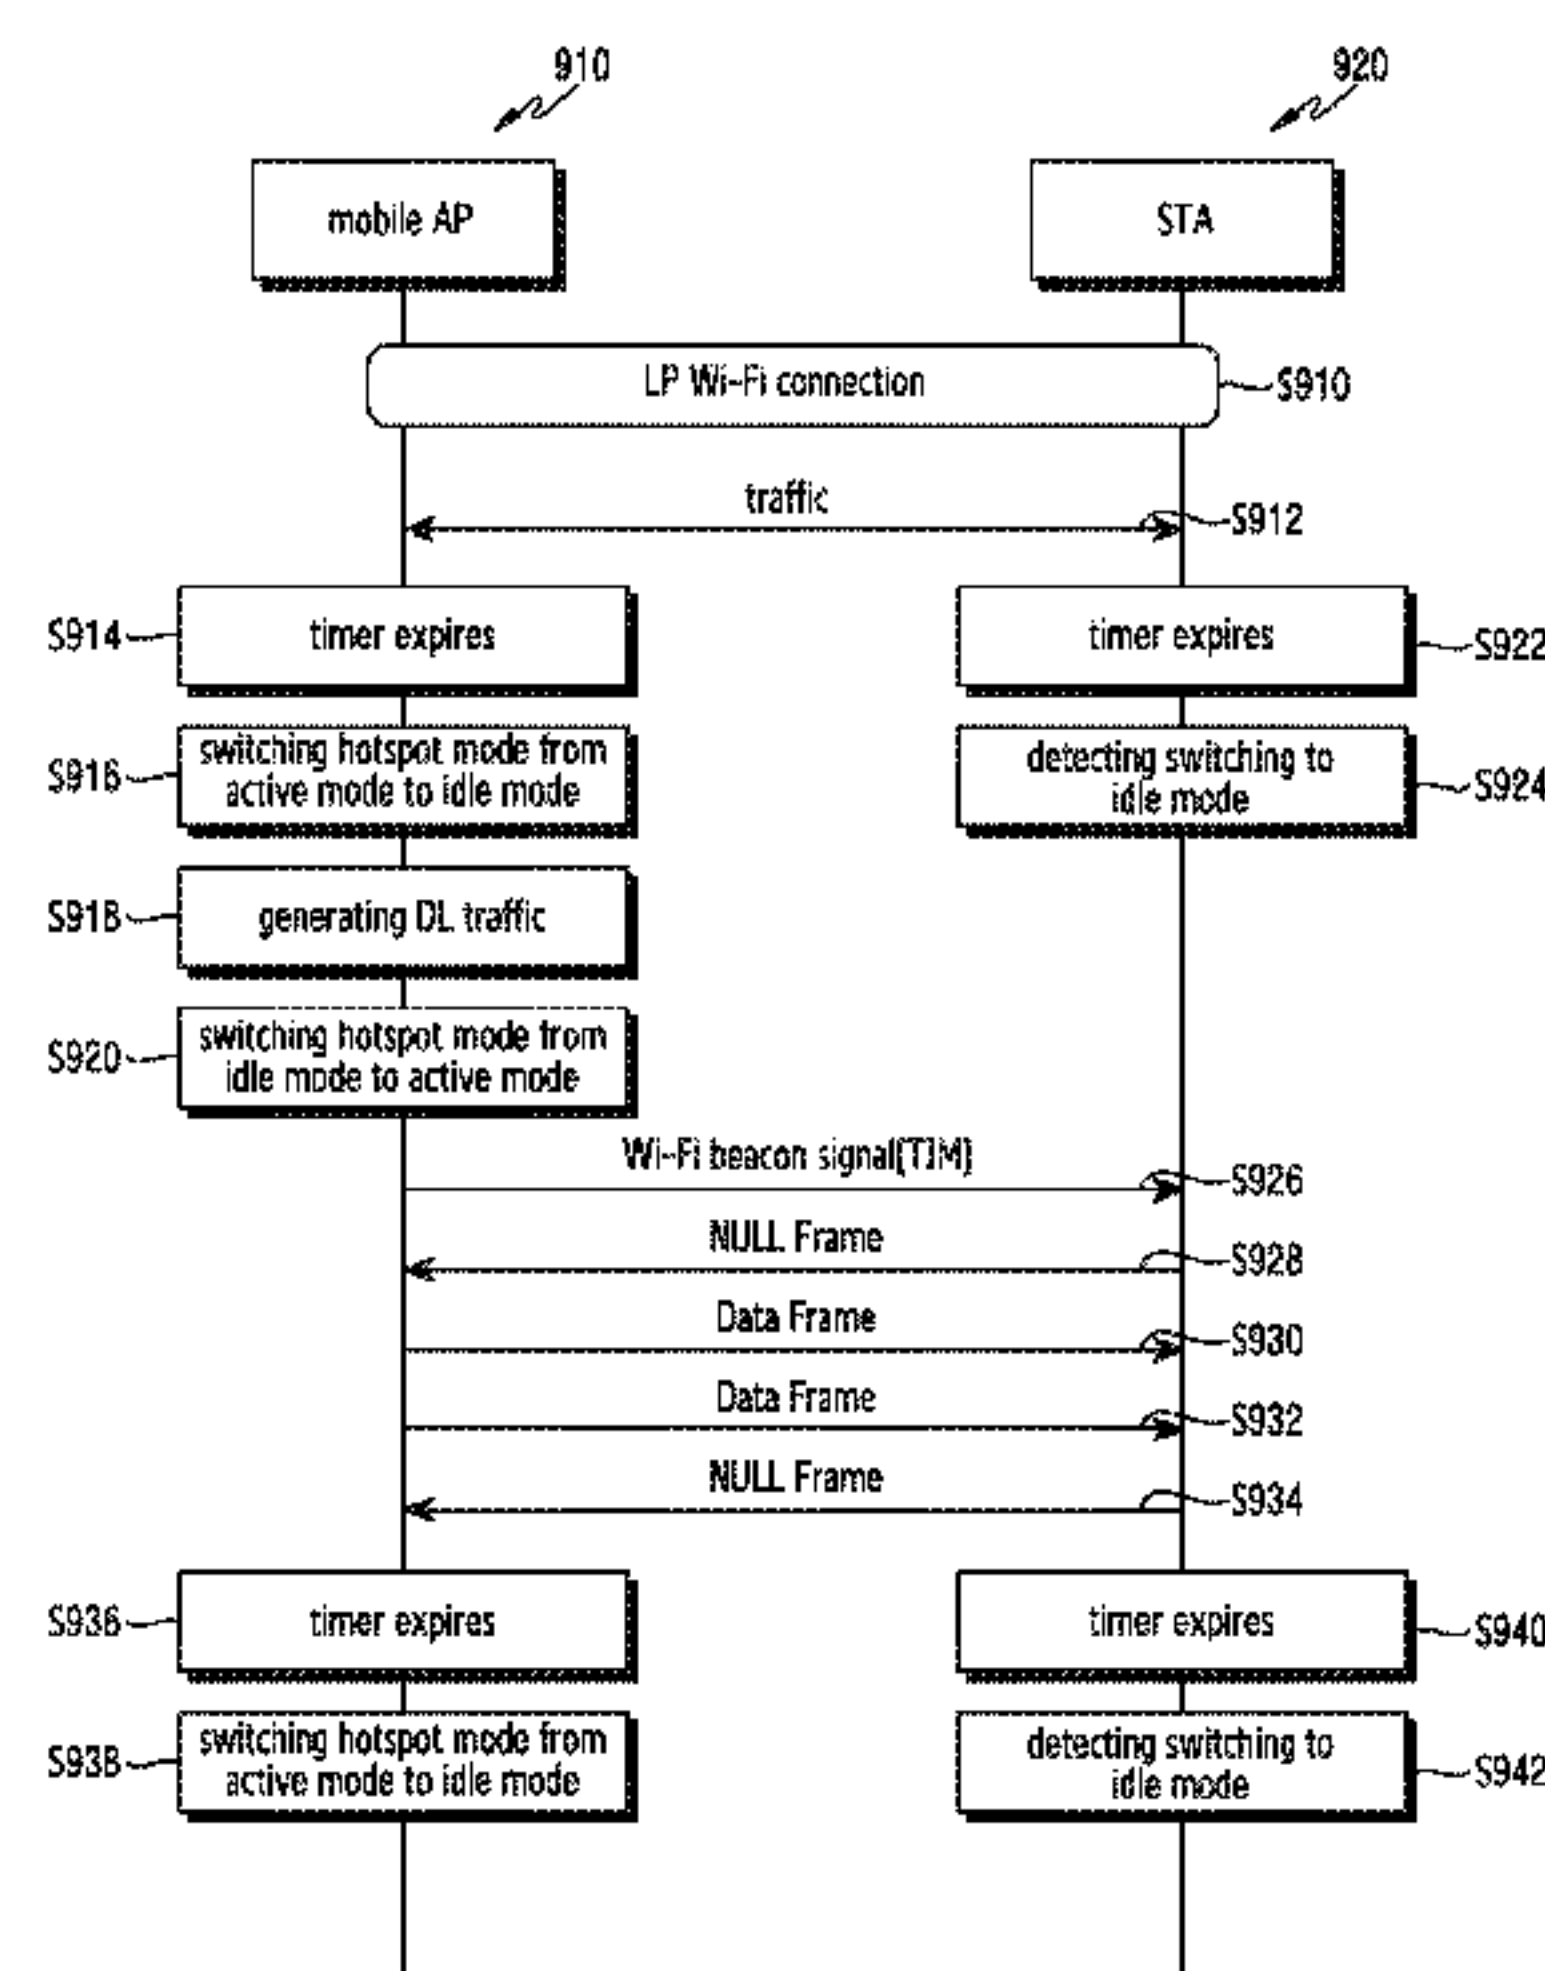 910
920
mobile AP
STA
LP Wi-Fi connection
S910
traffic
S912
S914
timer expires
timer expires
S922
S916
switching hotspot mode from
active mode to idle mode
detecting switching to
idle mode
S924
S918
generating DL traffic
S920
switching hotspot mode from
idle mode to active mode
Wi-Fi beacon signal(TIM)
S926
NULL Frame
S928
Data Frame
S930
Data Frame
S932
NULL Frame
S934
S936
timer expires
timer expires
S940
S938
switching hotspot mode from
active mode to idle mode
detecting switching to
idle mode
S942